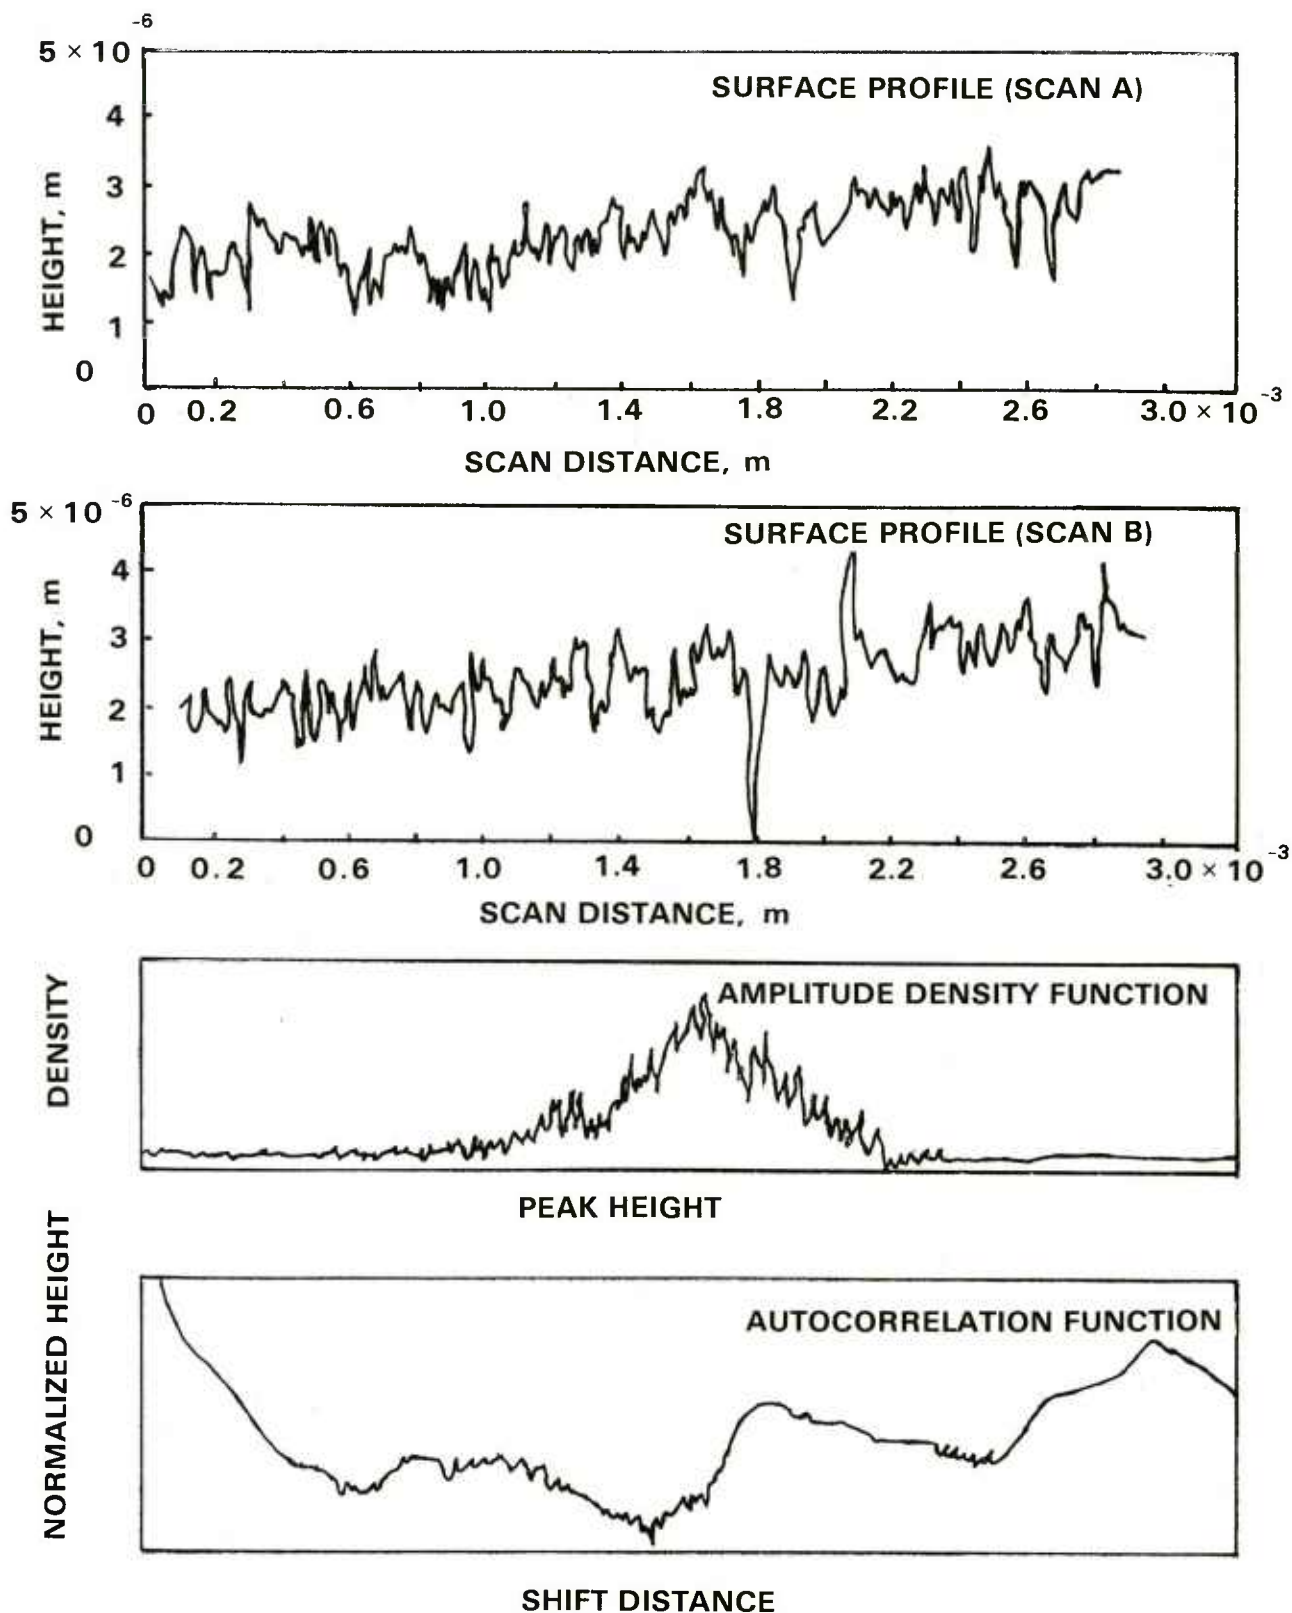 5 × 10 -6
SURFACE PROFILE (SCAN A)
4
3
2
1
0
HEIGHT, m
0 0.2 0.6 1.0 1.4 1.8 2.2 2.6 3.0 × 10 -3
SCAN DISTANCE, m
5 × 10 -6
SURFACE PROFILE (SCAN B)
4
3
2
1
0
HEIGHT, m
0 0.2 0.6 1.0 1.4 1.8 2.2 2.6 3.0 × 10 -3
SCAN DISTANCE, m
AMPLITUDE DENSITY FUNCTION
DENSITY
PEAK HEIGHT
AUTOCORRELATION FUNCTION
NORMALIZED HEIGHT
SHIFT DISTANCE